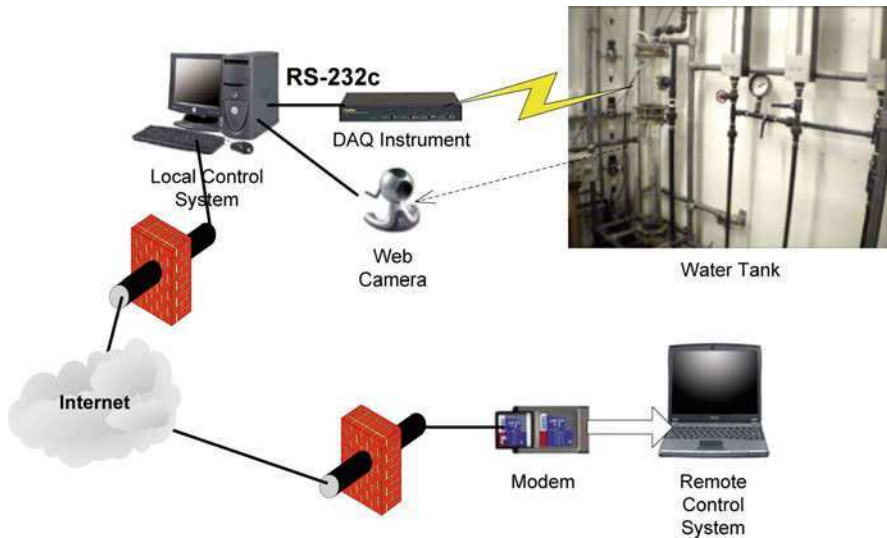 RS-232c
DAQ Instrument
Local Control
System
Web
Camera
Water Tank
Internet
Modem
Remote
Control
System